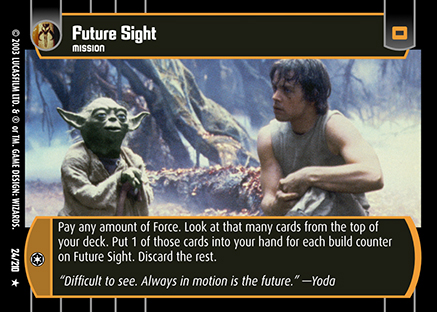 Future Sight
MISSION
0
Pay any amount of Force. Look at that many cards from the top of
your deck. Put 1 of those cards into your hand for each build counter
on Future Sight. Discard the rest.
“Difficult to see. Always in motion is the future.” —Yoda
© 2003 LUCASFILM LTD. & ® or TM. GAME DESIGN: WIZARDS.
24/210